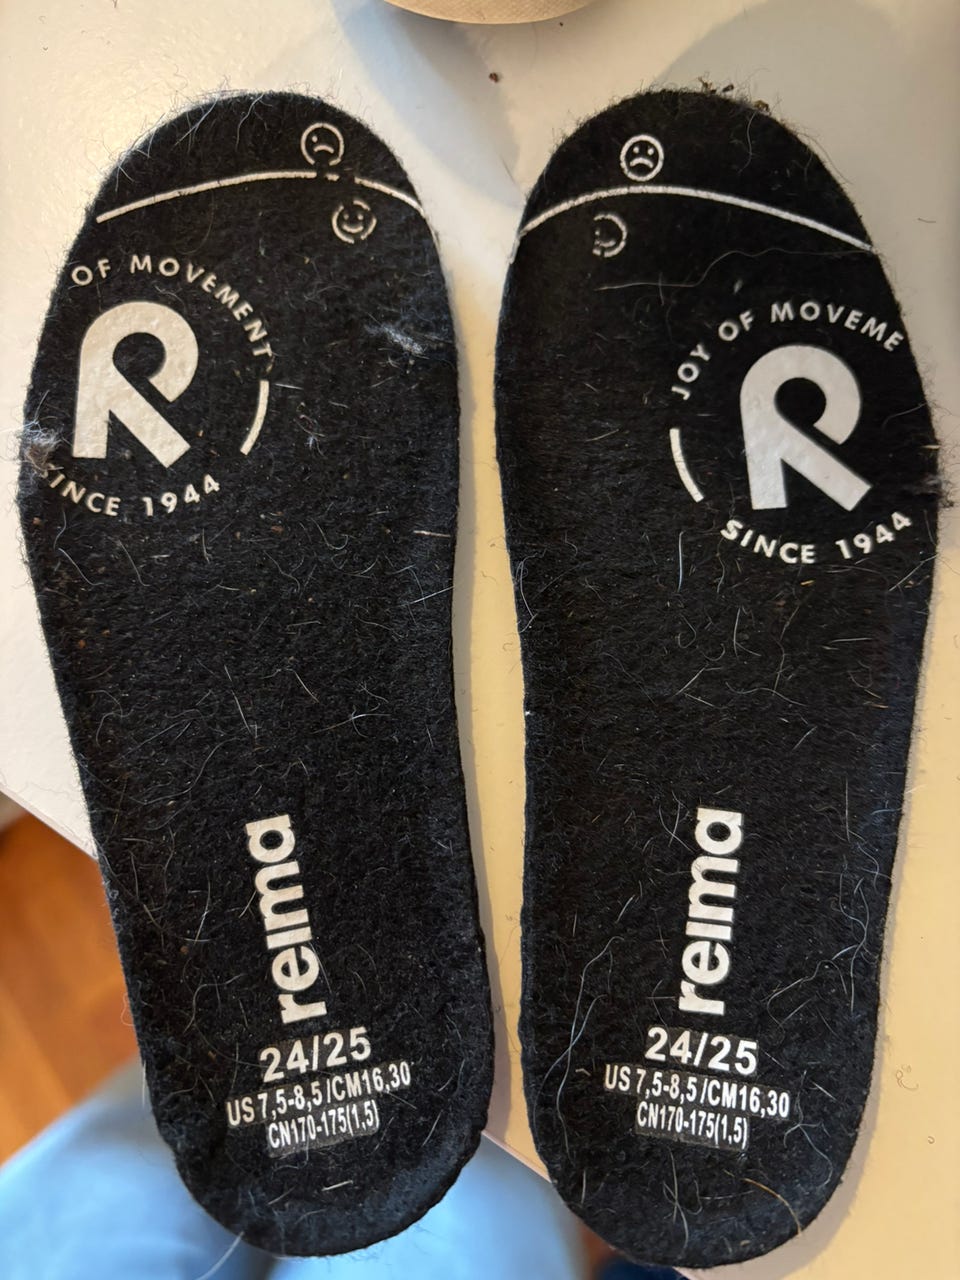 OF MOVEMENT
SINCE 1944
reima
24/25
US 7,5-8,5/CM16,30
CN170-175(1,5)
JOY OF MOVEME
SINCE 1944
reima
24/25
US 7,5-8,5/CM16,30
CN170-175(1,5)